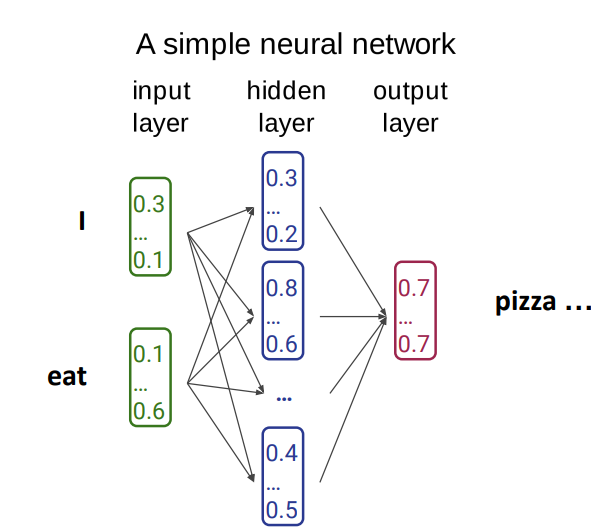 A simple neural network
input layer
hidden layer
output layer
I
0.3
...
0.1
eat
0.1
...
0.6
0.3
...
0.2
0.8
...
0.6
...
0.4
...
0.5
0.7
...
0.7
pizza ...